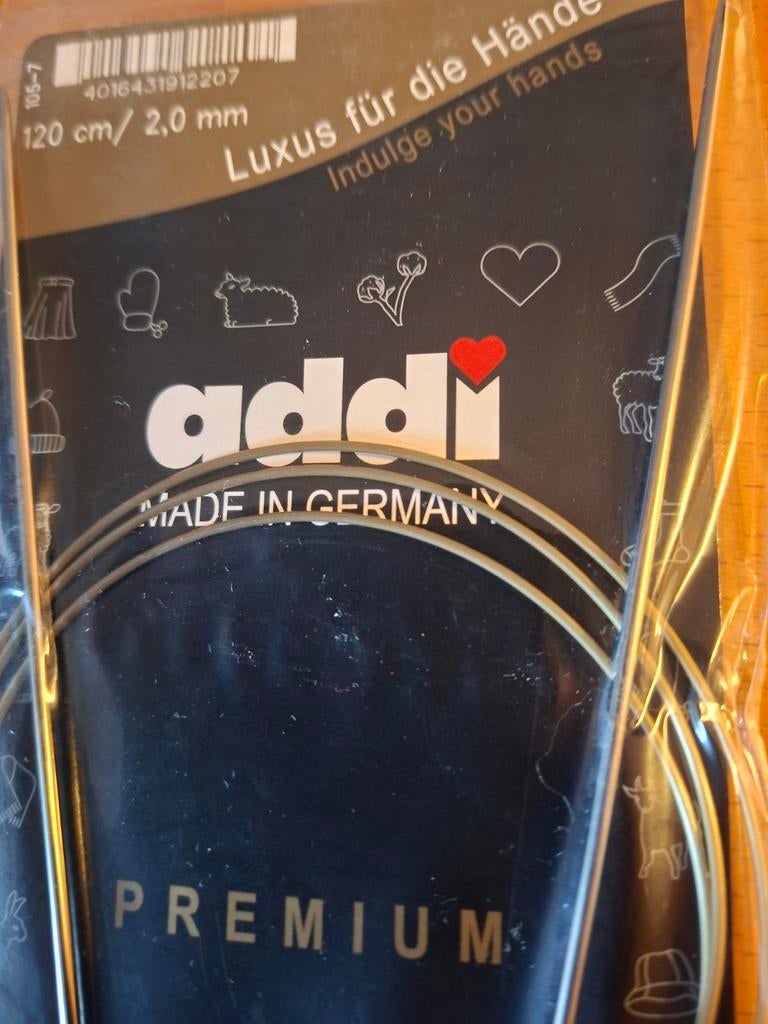 105-7
4016431912207
120 cm/ 2,0 mm
Luxus für die Hände
Indulge your hands
addi
MADE IN GERMANY
PREMIUM